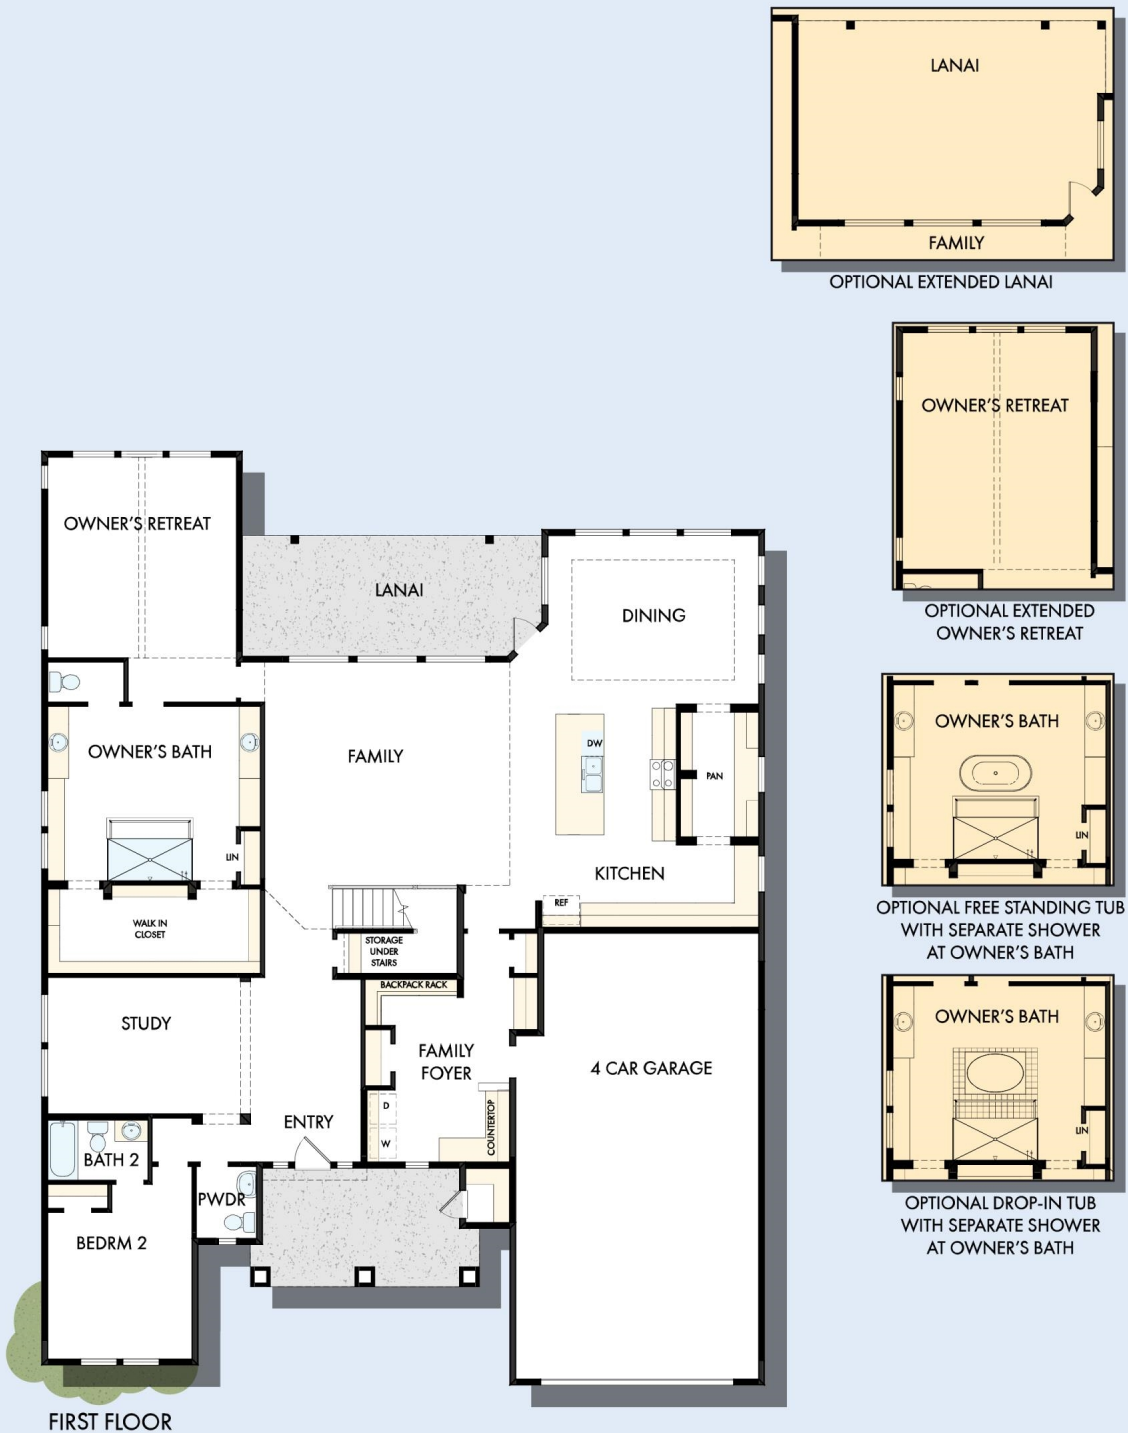 LANAI
FAMILY
OPTIONAL EXTENDED LANAI
OWNER'S RETREAT
OPTIONAL EXTENDED
OWNER'S RETREAT
OWNER'S BATH
LIN
OPTIONAL FREE STANDING TUB
WITH SEPARATE SHOWER
AT OWNER'S BATH
OWNER'S BATH
LIN
OPTIONAL DROP-IN TUB
WITH SEPARATE SHOWER
AT OWNER'S BATH
OWNER'S RETREAT
LANAI
DINING
OWNER'S BATH
FAMILY
DW
PAN
LIN
KITCHEN
REF
WALK IN
CLOSET
STORAGE
UNDER
STAIRS
BACKPACK RACK
STUDY
FAMILY
FOYER
4 CAR GARAGE
D
W
COUNTERTOP
ENTRY
BATH 2
PWDR
BEDRM 2
FIRST FLOOR